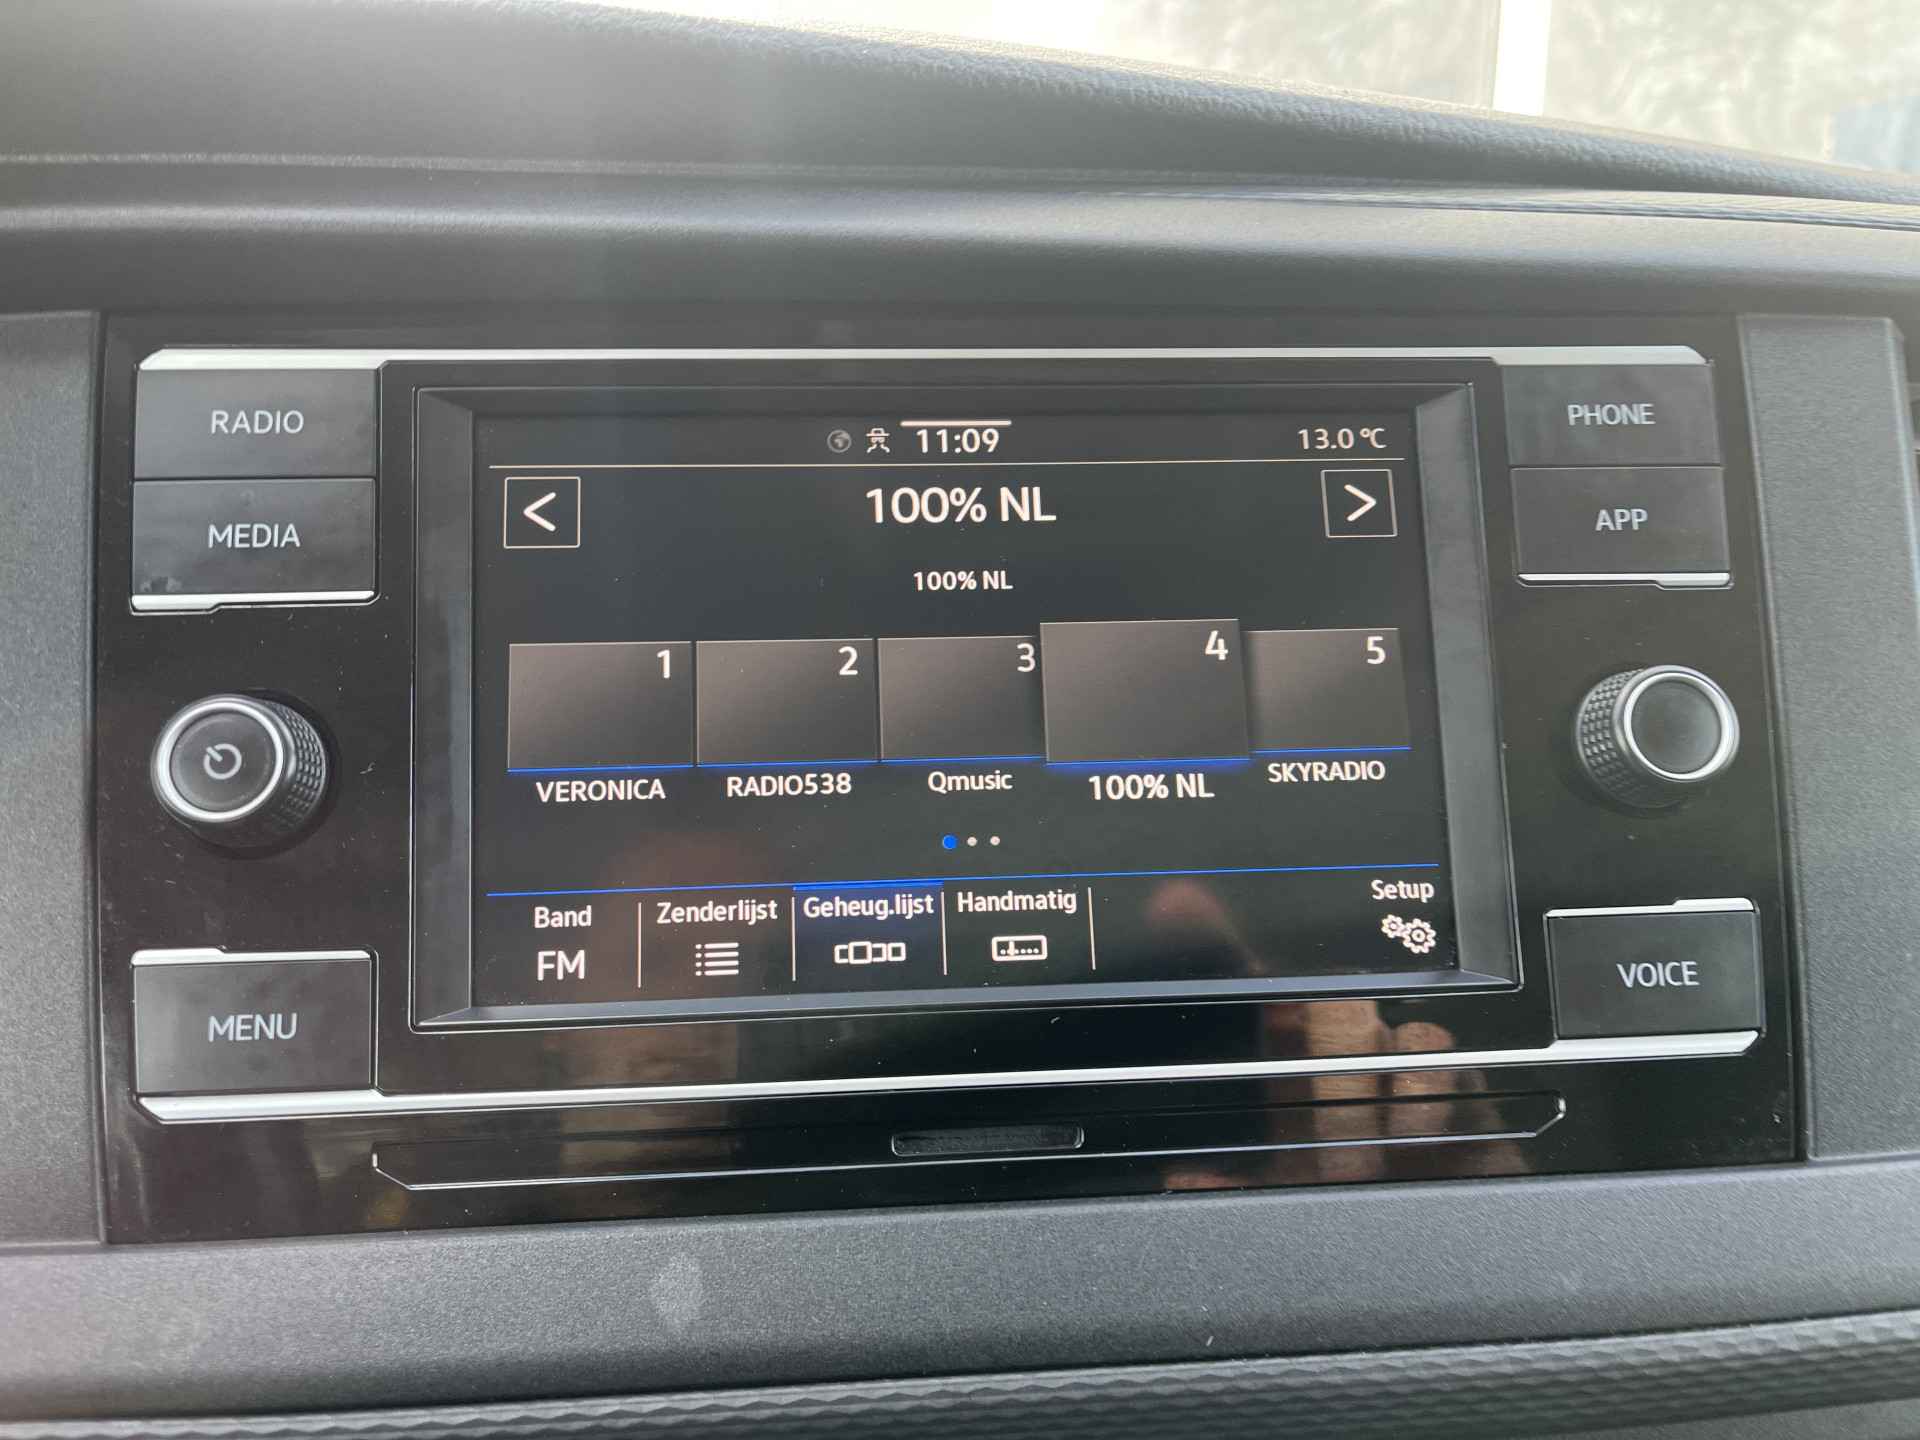 RADIO
MEDIA
MENU
PHONE
APP
VOICE
11:09
13.0 °C
<
100% NL
>
100% NL
1
2
3
4
5
VERONICA
RADIO538
Qmusic
100% NL
SKYRADIO
Band
FM
Zenderlijst
Geheug.lijst
Handmatig
Setup